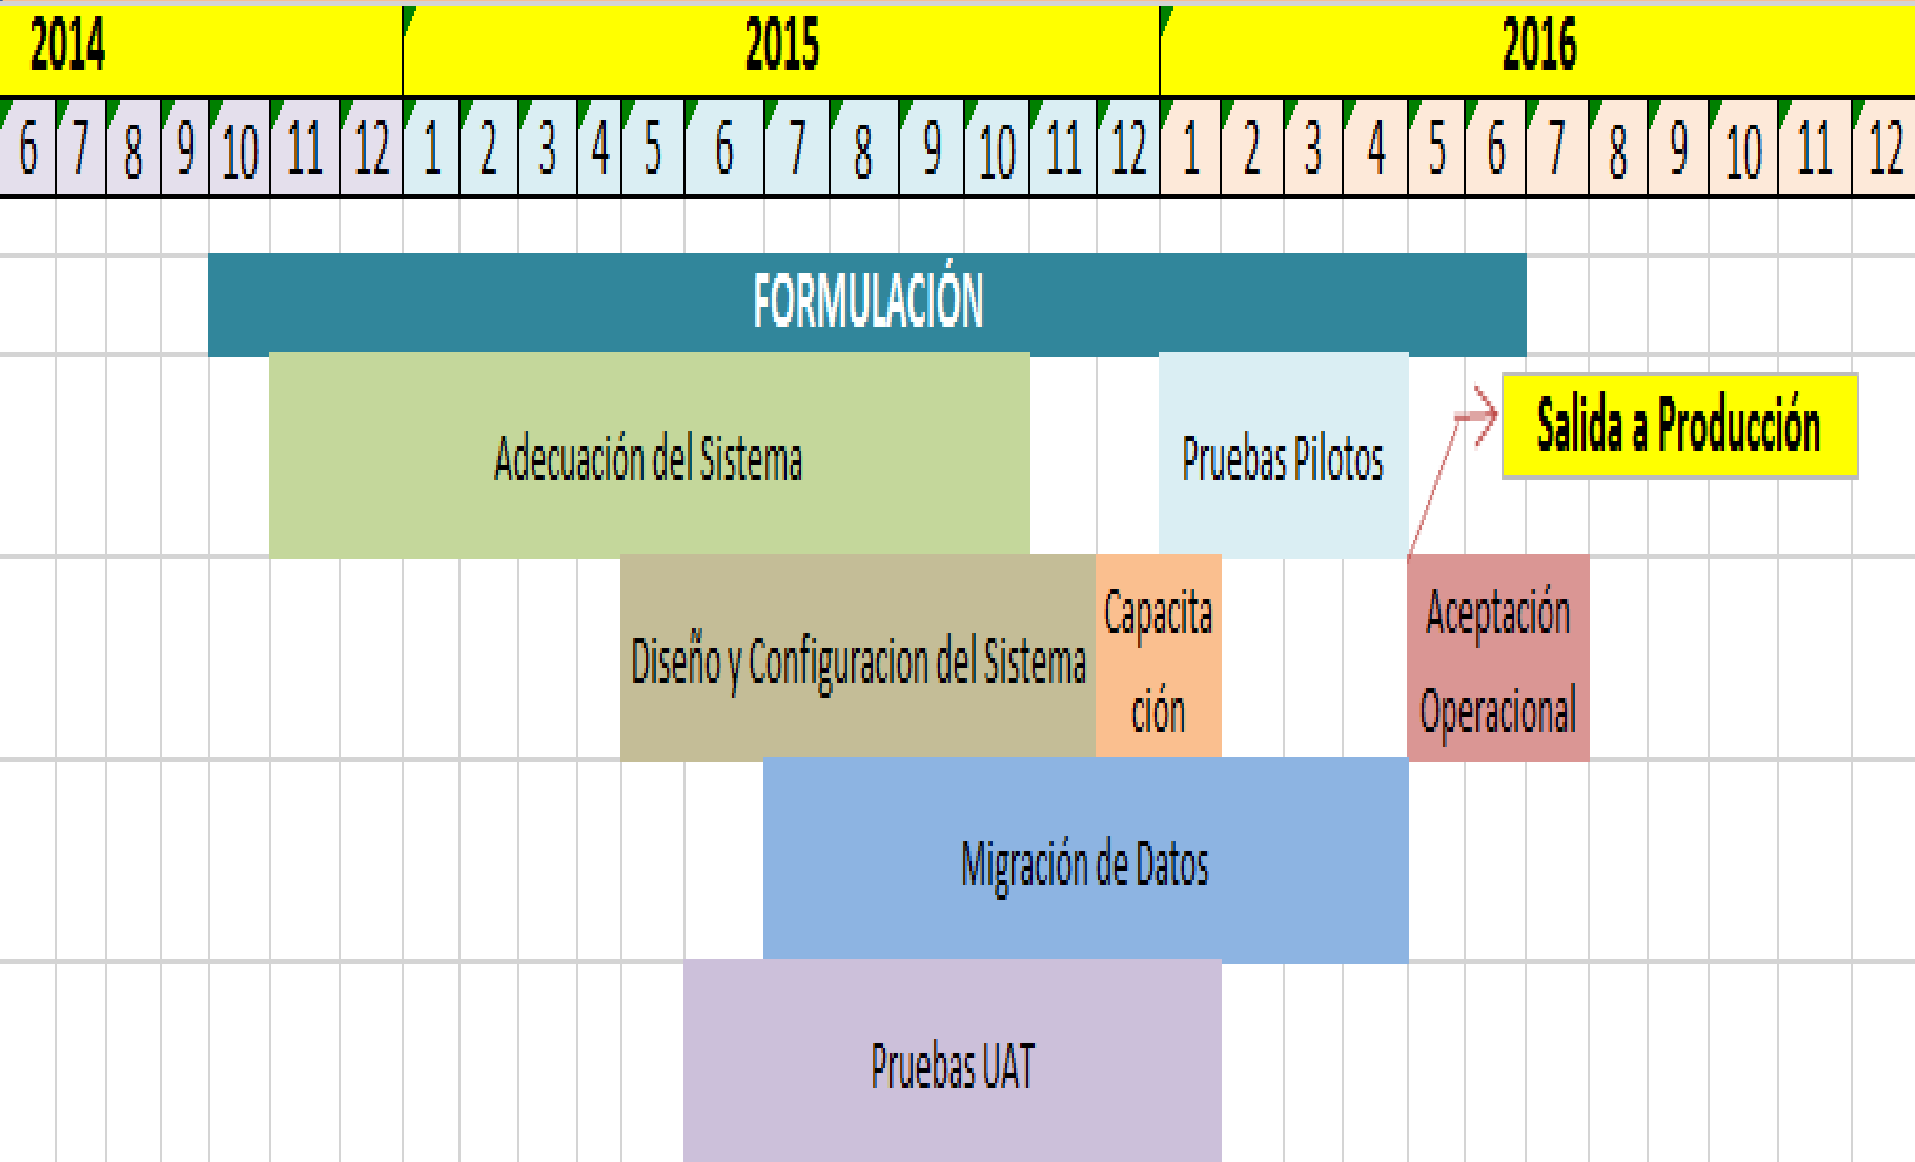 2014 2015 2016
6 7 8 9 10 11 12 1 2 3 4 5 6 7 8 9 10 11 12 1 2 3 4 5 6 7 8 9 10 11 12
FORMULACIÓN
Salida a Producción
Adecuación del Sistema
Pruebas Pilotos
Diseño y Configuracion del Sistema
Capacita
ción
Aceptación
Operacional
Migración de Datos
Pruebas UAT